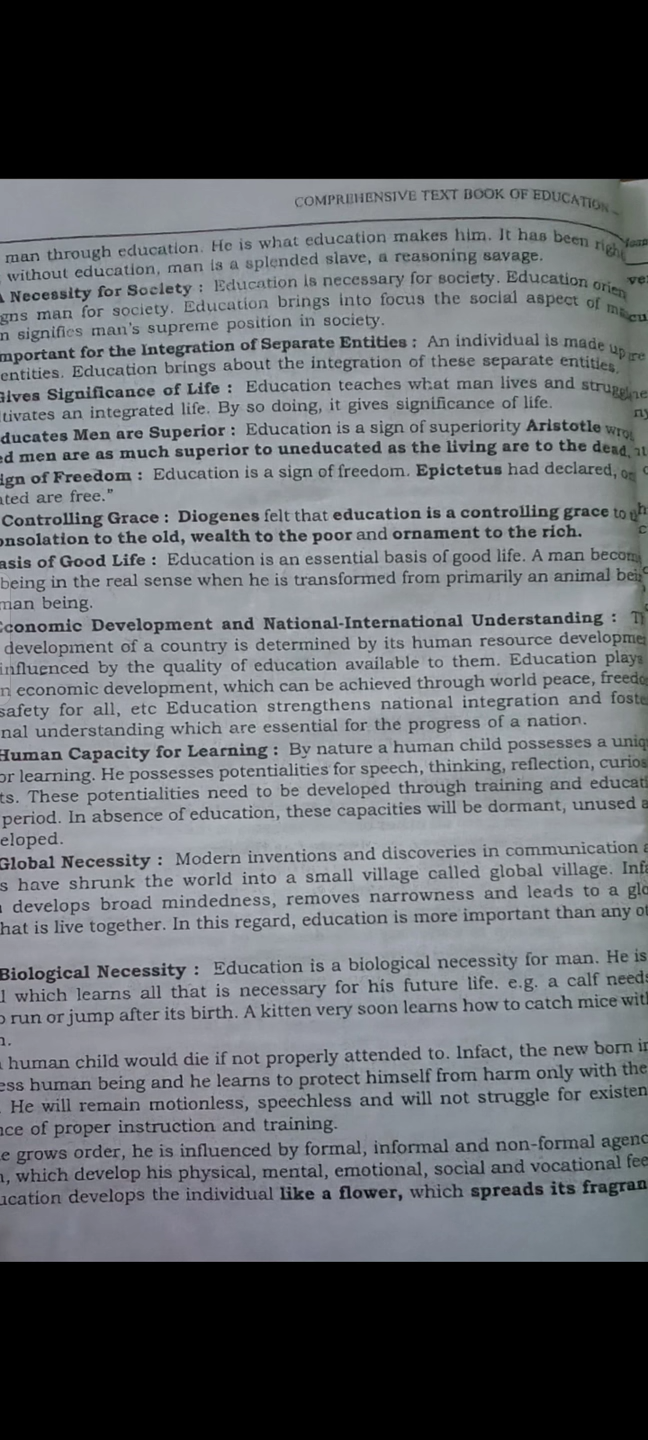 COMPREHENSIVE TEXT BOOK OF EDUCATION
man through education. He is what education makes him. It has been
without education, man is a splended slave, a reasoning savage.
Necessity for Society : Education is necessary for society. Education
gns man for society. Education brings into focus the social aspect of
n signifies man's supreme position in society.
mportant for the Integration of Separate Entities : An individual is made up
entities. Education brings about the integration of these separate entities.
Gives Significance of Life : Education teaches what man lives and
ltivates an integrated life. By so doing, it gives significance of life.
ducates Men are Superior : Education is a sign of superiority Aristotle
ed men are as much superior to uneducated as the living are to the dead.
ign of Freedom : Education is a sign of freedom. Epictetus had declared,
ated are free."
Controlling Grace : Diogenes felt that education is a controlling grace to
onsolation to the old, wealth to the poor and ornament to the rich.
asis of Good Life : Education is an essential basis of good life. A man
being in the real sense when he is transformed from primarily an animal
man being.
Economic Development and National-International Understanding :
development of a country is determined by its human resource developme
influenced by the quality of education available to them. Education plays
n economic development, which can be achieved through world peace, freedo
safety for all, etc Education strengthens national integration and foste
nal understanding which are essential for the progress of a nation.
Human Capacity for Learning : By nature a human child possesses a uniq
or learning. He possesses potentialities for speech, thinking, reflection, curios
ts. These potentialities need to be developed through training and educati
period. In absence of education, these capacities will be dormant, unused a
eloped.
Global Necessity : Modern inventions and discoveries in communication a
s have shrunk the world into a small village called global village. Infa
develops broad mindedness, removes narrowness and leads to a glo
hat is live together. In this regard, education is more important than any ot
Biological Necessity : Education is a biological necessity for man. He is
l which learns all that is necessary for his future life. e.g. a calf needs
o run or jump after its birth. A kitten very soon learns how to catch mice with
n.
human child would die if not properly attended to. Infact, the new born in
ess human being and he learns to protect himself from harm only with the
He will remain motionless, speechless and will not struggle for existen
nce of proper instruction and training.
e grows order, he is influenced by formal, informal and non-formal agenc
n, which develop his physical, mental, emotional, social and vocational fee
ucation develops the individual like a flower, which spreads its fragran